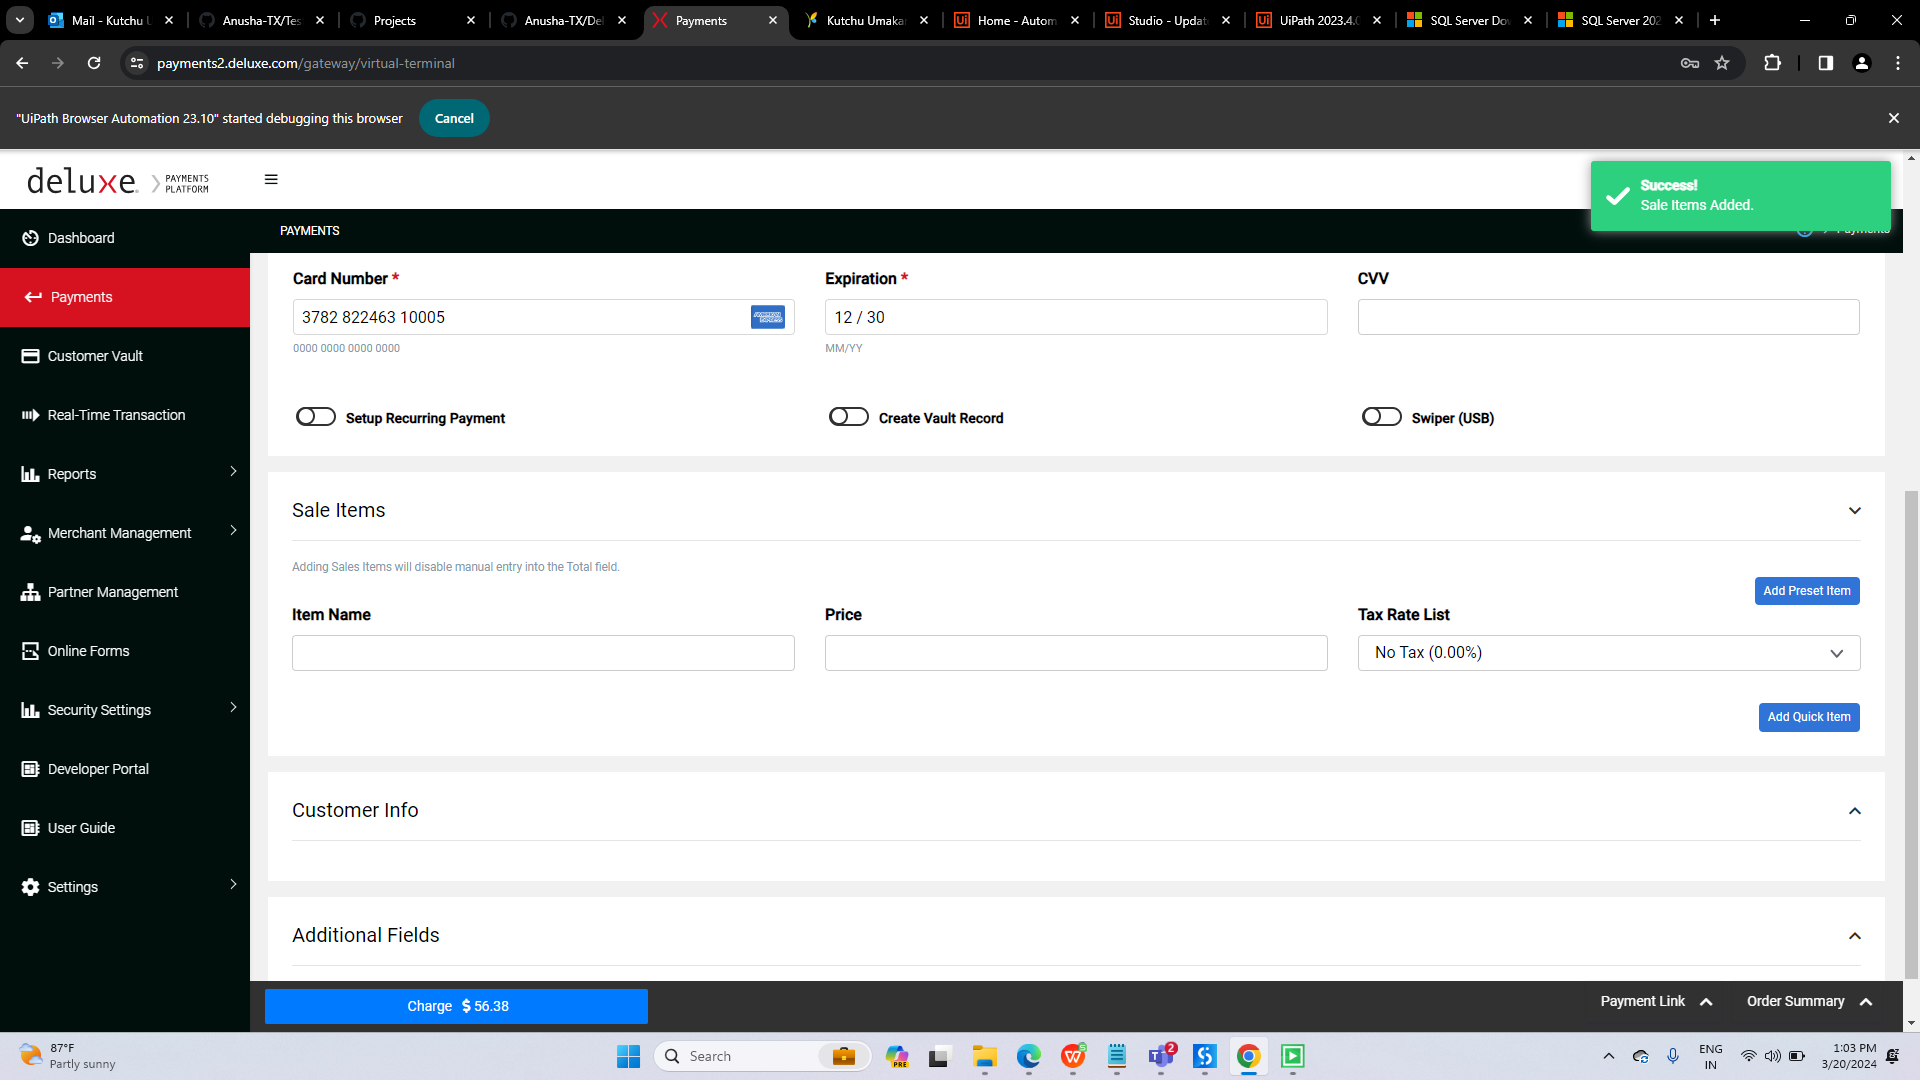 Mail - Kutchu U
Anusha-TX/Tes
Projects
Anusha-TX/Del
Payments
Kutchu Umakan
Home - Autom
Studio - Update
UiPath 2023.4.0
SQL Server Dow
SQL Server 202
payments2.deluxe.com/gateway/virtual-terminal
"UiPath Browser Automation 23.10" started debugging this browser
Cancel
deluxe. PAYMENTS PLATFORM
Success!
Sale Items Added.
Dashboard
Payments
Customer Vault
Real-Time Transaction
Reports
Merchant Management
Partner Management
Online Forms
Security Settings
Developer Portal
User Guide
Settings
PAYMENTS
Payments
Card Number *
Expiration *
CVV
3782 822463 10005
12 / 30
0000 0000 0000 0000
MM/YY
Setup Recurring Payment
Create Vault Record
Swiper (USB)
Sale Items
Adding Sales Items will disable manual entry into the Total field.
Add Preset Item
Item Name
Price
Tax Rate List
No Tax (0.00%)
Add Quick Item
Customer Info
Additional Fields
Charge $ 56.38
Payment Link
Order Summary
87°F
Partly sunny
Search
PRE
2
ENG
IN
1:03 PM
3/20/2024